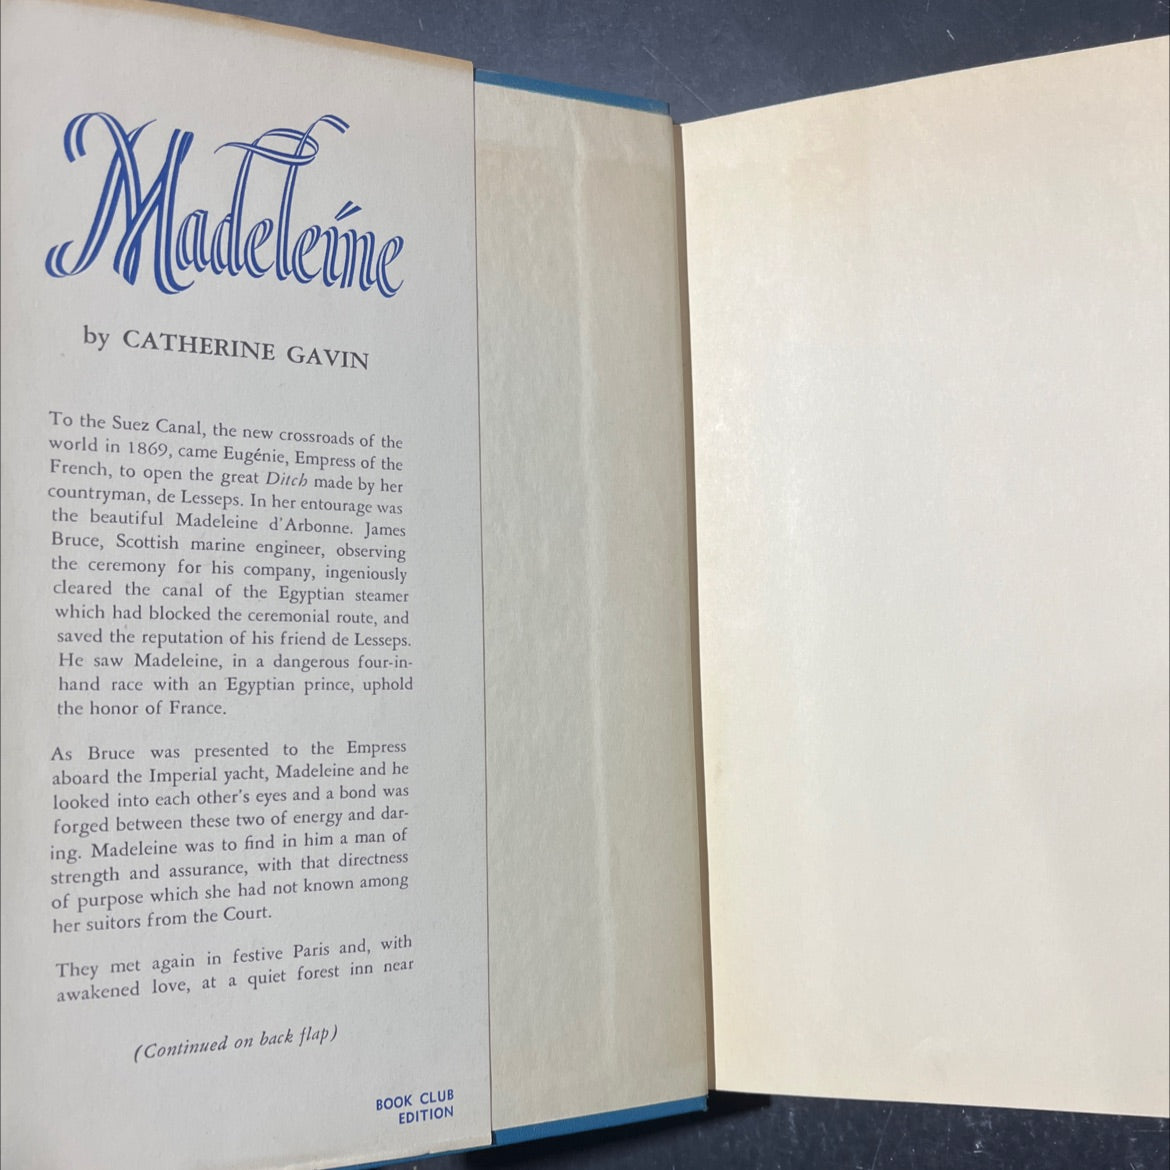 Madeleine
by CATHERINE GAVIN
To the Suez Canal, the new crossroads of the
world in 1869, came Eugénie, Empress of the
French, to open the great Ditch made by her
countryman, de Lesseps. In her entourage was
the beautiful Madeleine d'Arbonne. James
Bruce, Scottish marine engineer, observing
the ceremony for his company, ingeniously
cleared the canal of the Egyptian steamer
which had blocked the ceremonial route, and
saved the reputation of his friend de Lesseps.
He saw Madeleine, in a dangerous four-in-
hand race with an Egyptian prince, uphold
the honor of France.
As Bruce was presented to the Empress
aboard the Imperial yacht, Madeleine and he
looked into each other's eyes and a bond was
forged between these two of energy and dar-
ing. Madeleine was to find in him a man of
strength and assurance, with that directness
of purpose which she had not known among
her suitors from the Court.
They met again in festive Paris and, with
awakened love, at a quiet forest inn near
(Continued on back flap)
BOOK CLUB
EDITION